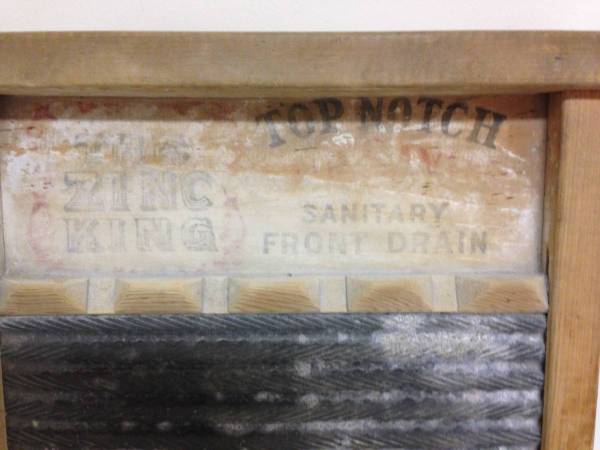 THE
ZINC
KING
TOP NOTCH
SANITARY
FRONT DRAIN